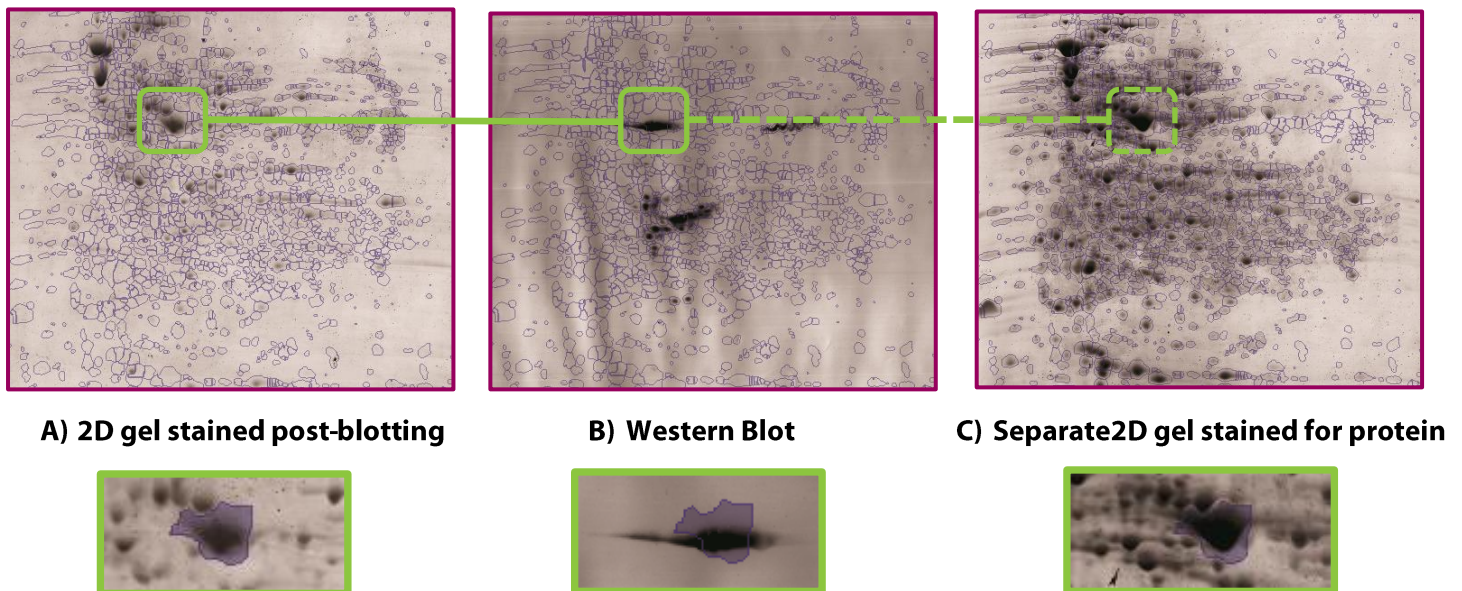 A) 2D gel stained post-blotting
B) Western Blot
C) Separate2D gel stained for protein